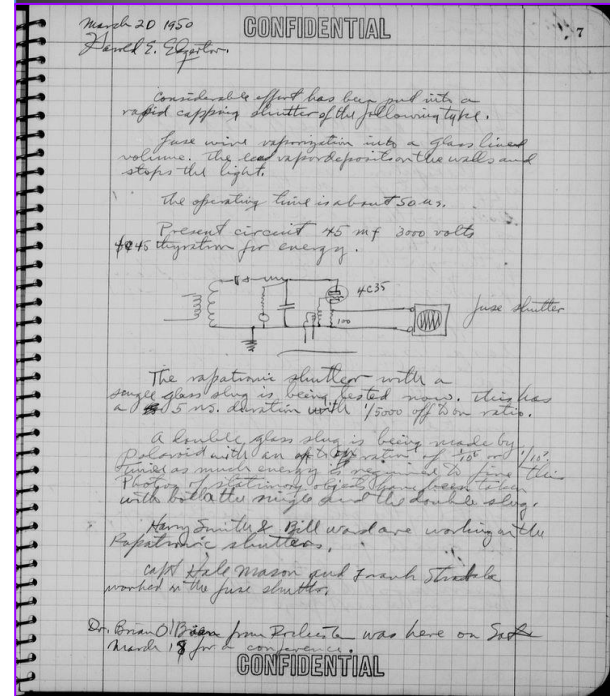 March 20 1950
CONFIDENTIAL
7
Harold E. Edgerton
Considerable effort has been put into a
rapid capping shutter of the following type.
Fuse wire vaporization into a glass lined
volume. The lead vapor deposits on the walls and
stops the light.
The operating time is about 50 us.
Present circuit 45 mf 3000 volts
thyratron for energy.
4C35
100
fuse shutter
The rapatronic shutter with a
single glass slug is being tested now. This has
a 5 ms. duration with 1/5000 off to on ratio.
A double glass slug is being made by
Polaroid with an ratio of 1/10⁶ or
times as much energy is required to fire this
Photos of stationary objects have been taken
with both the single and the double slug.
Harry Smith & Bill Ward are working on the
Rapatronic shutters.
Capt Hale Mason and Frank
worked on the fuse shutter.
Dr. Brian O'Brien from Rochester was here on Sat
March 18 for a conference.
CONFIDENTIAL